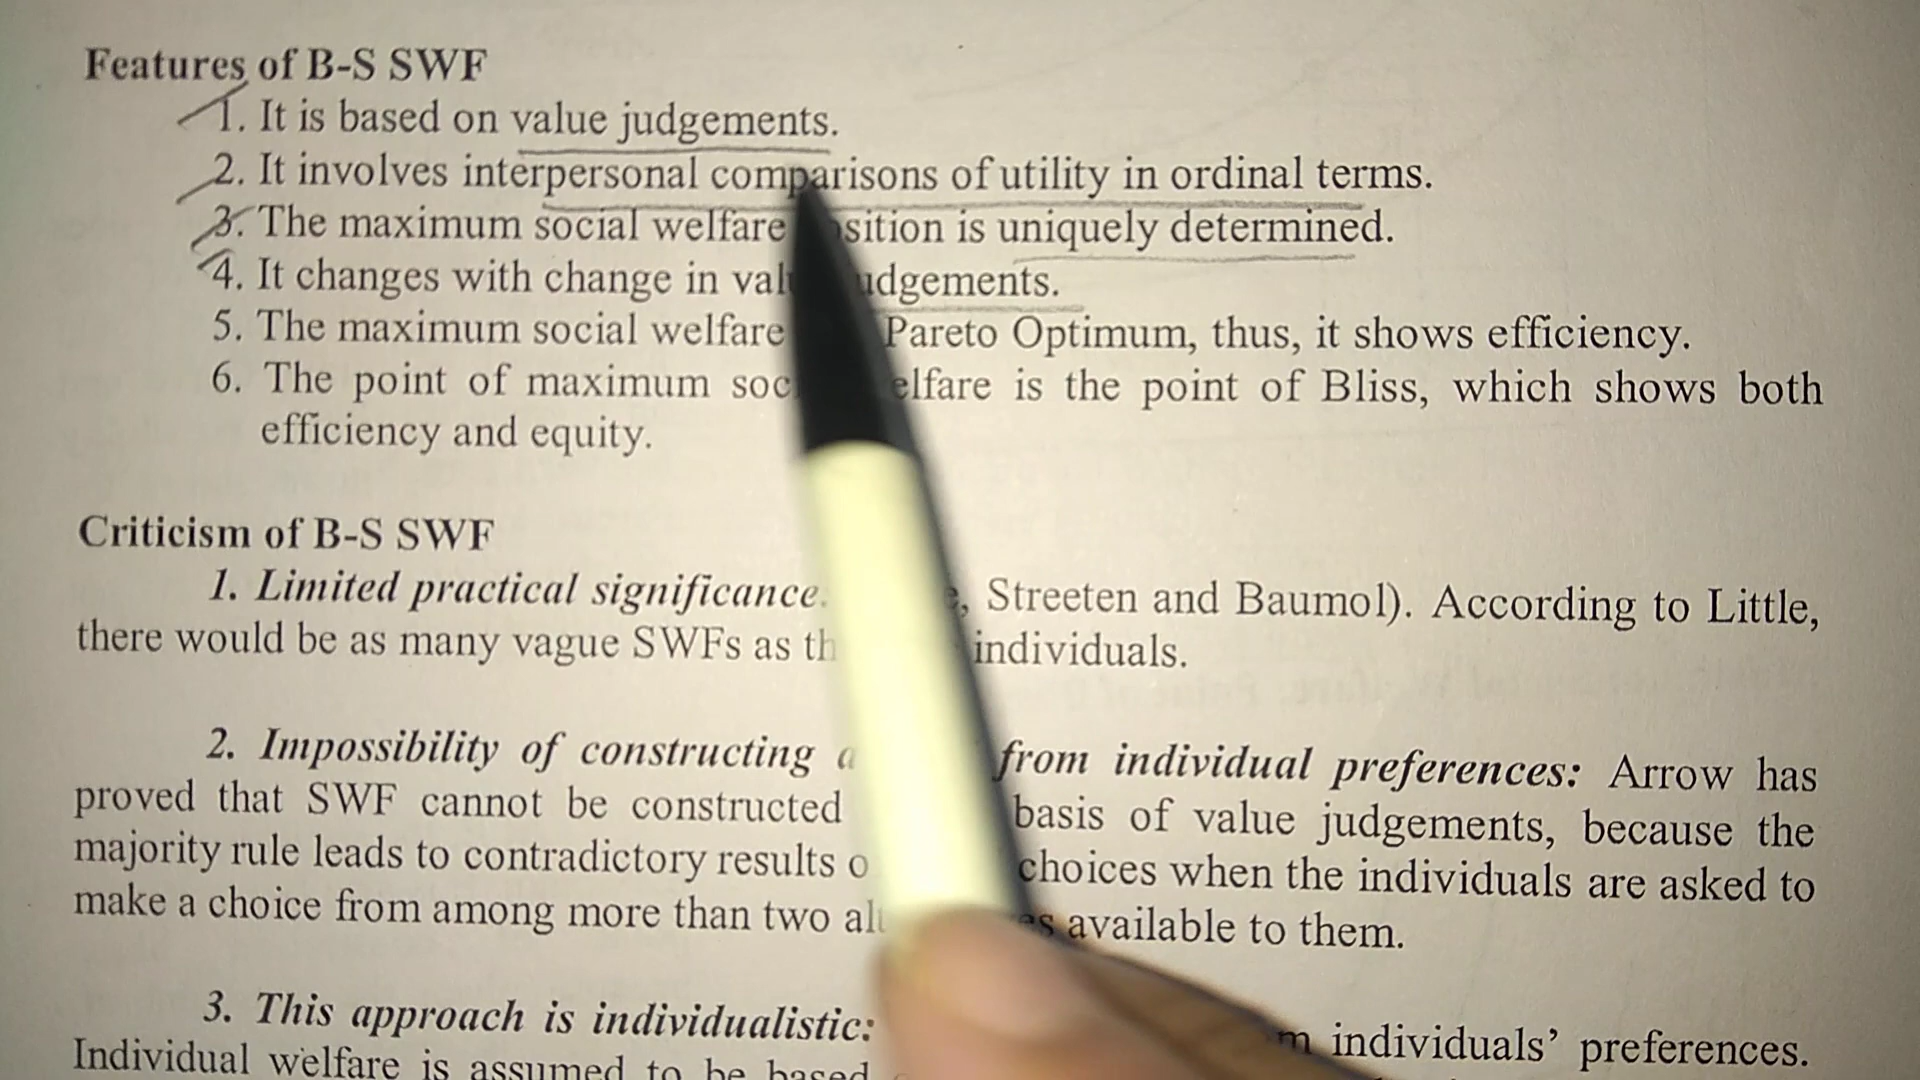 Features of B-S SWF
1. It is based on value judgements.
2. It involves interpersonal comparisons of utility in ordinal terms.
3. The maximum social welfare is uniquely determined.
4. It changes with change in judgements.
5. The maximum social welfare Pareto Optimum, thus, it shows efficiency.
6. The point of maximum welfare is the point of Bliss, which shows both
efficiency and equity.
Criticism of B-S SWF
1. Limited practical significance. Streeten and Baumol). According to Little,
there would be as many vague SWFs as individuals.
2. Impossibility of constructing from individual preferences: Arrow has
proved that SWF cannot be constructed basis of value judgements, because the
majority rule leads to contradictory results choices when the individuals are asked to
make a choice from among more than two available to them.
3. This approach is individualistic: individuals' preferences.
Individual welfare is assumed to be based